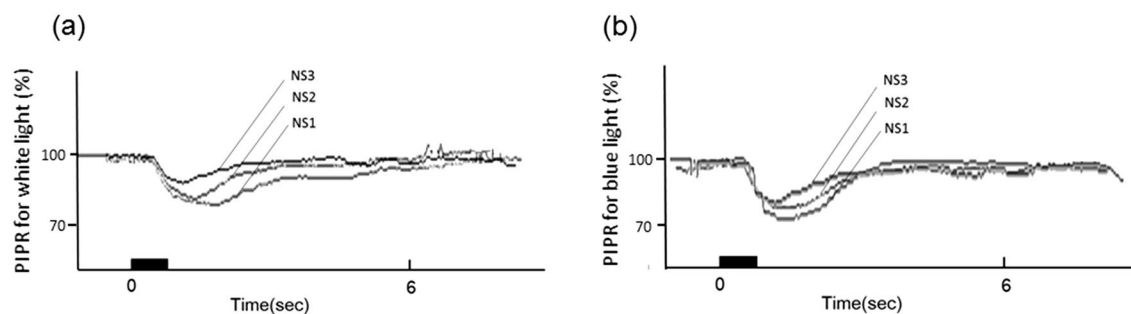 (a)
PIPR for white light (%)
100
70
NS3
NS2
NS1
0
6
Time(sec)
(b)
PIPR for blue light (%)
100
70
NS3
NS2
NS1
0
6
Time(sec)